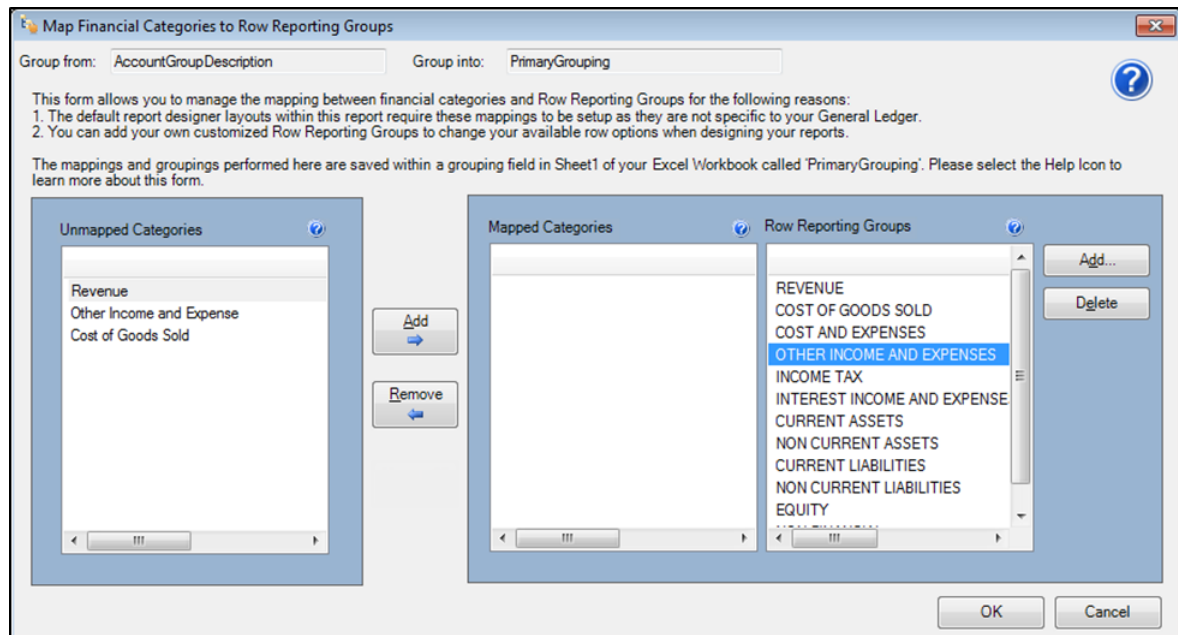 Map Financial Categories to Row Reporting Groups
Group from: AccountGroupDescription Group into: PrimaryGrouping
This form allows you to manage the mapping between financial categories and Row Reporting Groups for the following reasons:
1. The default report designer layouts within this report require these mappings to be setup as they are not specific to your General Ledger.
2. You can add your own customized Row Reporting Groups to change your available row options when designing your reports.
The mappings and groupings performed here are saved within a grouping field in Sheet1 of your Excel Workbook called 'PrimaryGrouping'. Please select the Help Icon to
learn more about this form.
Unmapped Categories
Revenue
Other Income and Expense
Cost of Goods Sold
Add
Remove
Mapped Categories
Row Reporting Groups
REVENUE
COST OF GOODS SOLD
COST AND EXPENSES
OTHER INCOME AND EXPENSES
INCOME TAX
INTEREST INCOME AND EXPENSE
CURRENT ASSETS
NON CURRENT ASSETS
CURRENT LIABILITIES
NON CURRENT LIABILITIES
EQUITY
Add...
Delete
OK
Cancel